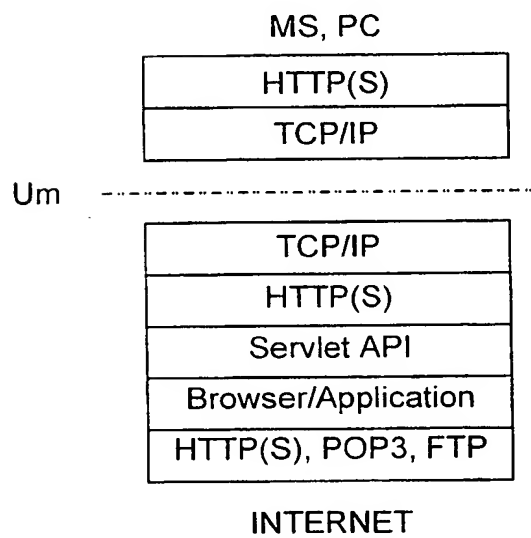 MS, PC
HTTP(S)
TCP/IP
Um
TCP/IP
HTTP(S)
Servlet API
Browser/Application
HTTP(S), POP3, FTP
INTERNET